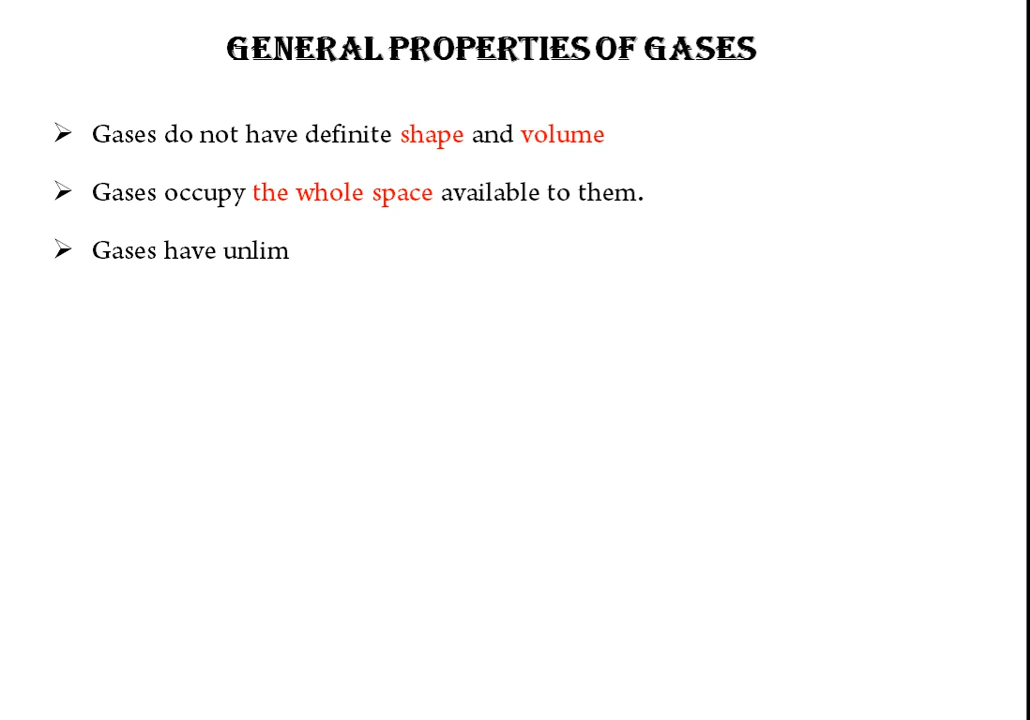 GENERAL PROPERTIES OF GASES
➢ Gases do not have definite shape and volume
➢ Gases occupy the whole space available to them.
➢ Gases have unlim